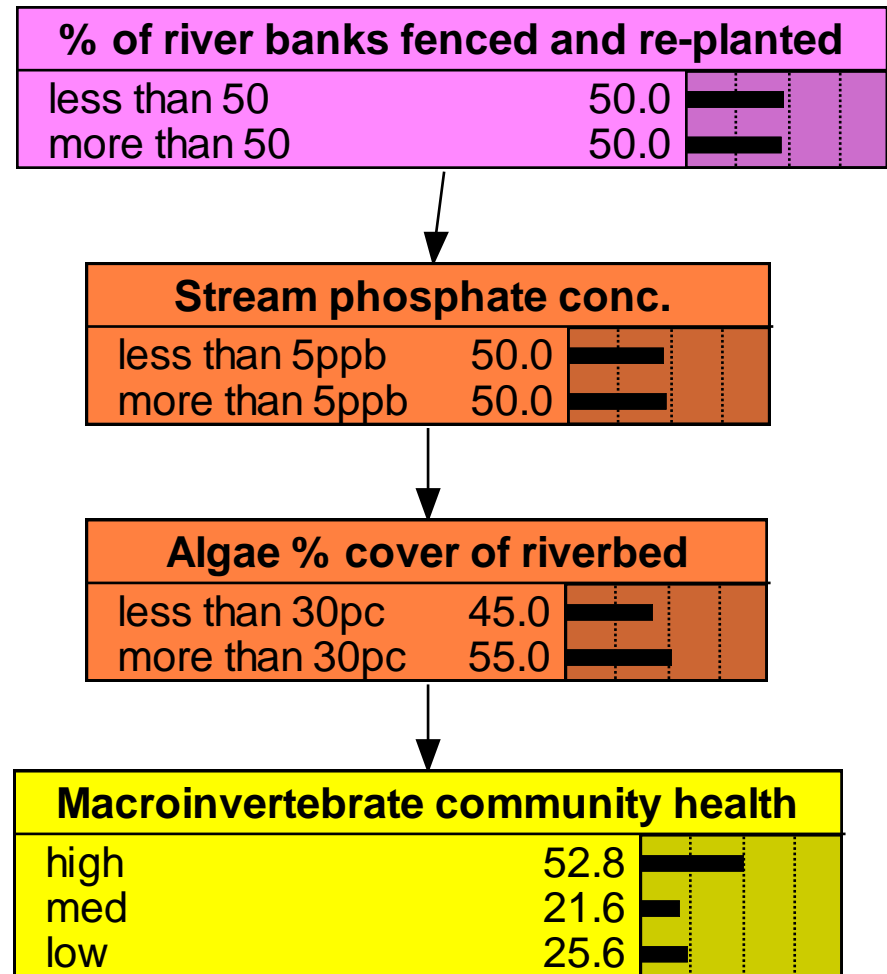 % of river banks fenced and re-planted
less than 50 50.0
more than 50 50.0
Stream phosphate conc.
less than 5ppb 50.0
more than 5ppb 50.0
Algae % cover of riverbed
less than 30pc 45.0
more than 30pc 55.0
Macroinvertebrate community health
high 52.8
med 21.6
low 25.6